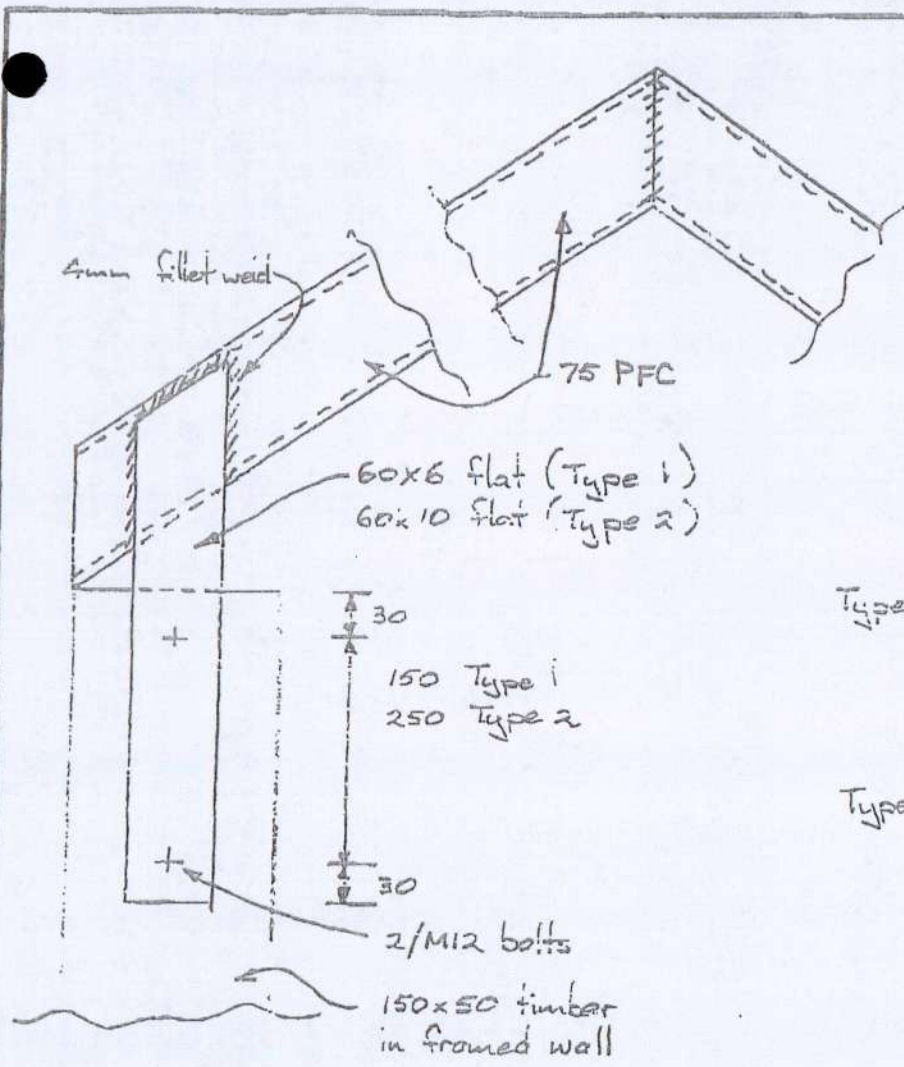 4mm fillet weld
75 PFC
60x6 flat (Type 1)
60x10 flat (Type 2)
30
150 Type 1
250 Type 2
Type
Type
30
2/M12 bolts
150x50 timber
in framed wall